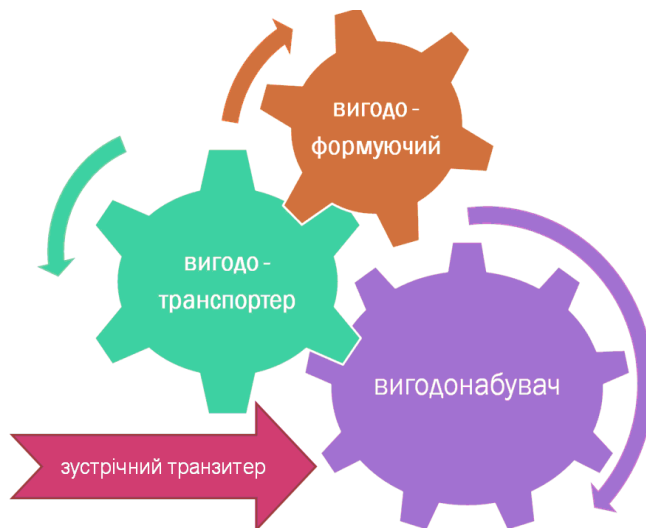 вигодо -
формуючий
вигодо -
транспортер
вигодонабувач
зустрічний транзитер